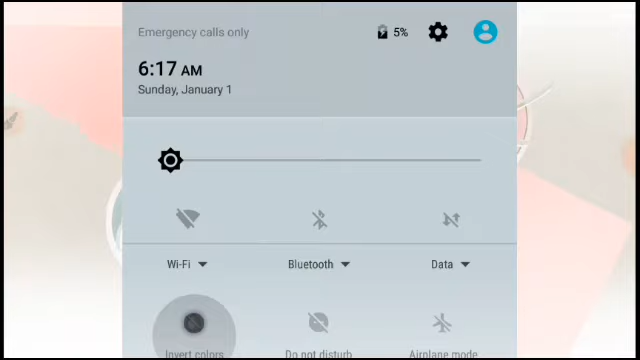 Emergency calls only
5%
6:17 AM
Sunday, January 1
Wi-Fi
Bluetooth
Data
Invert colors
Do not disturb
Airplane mode